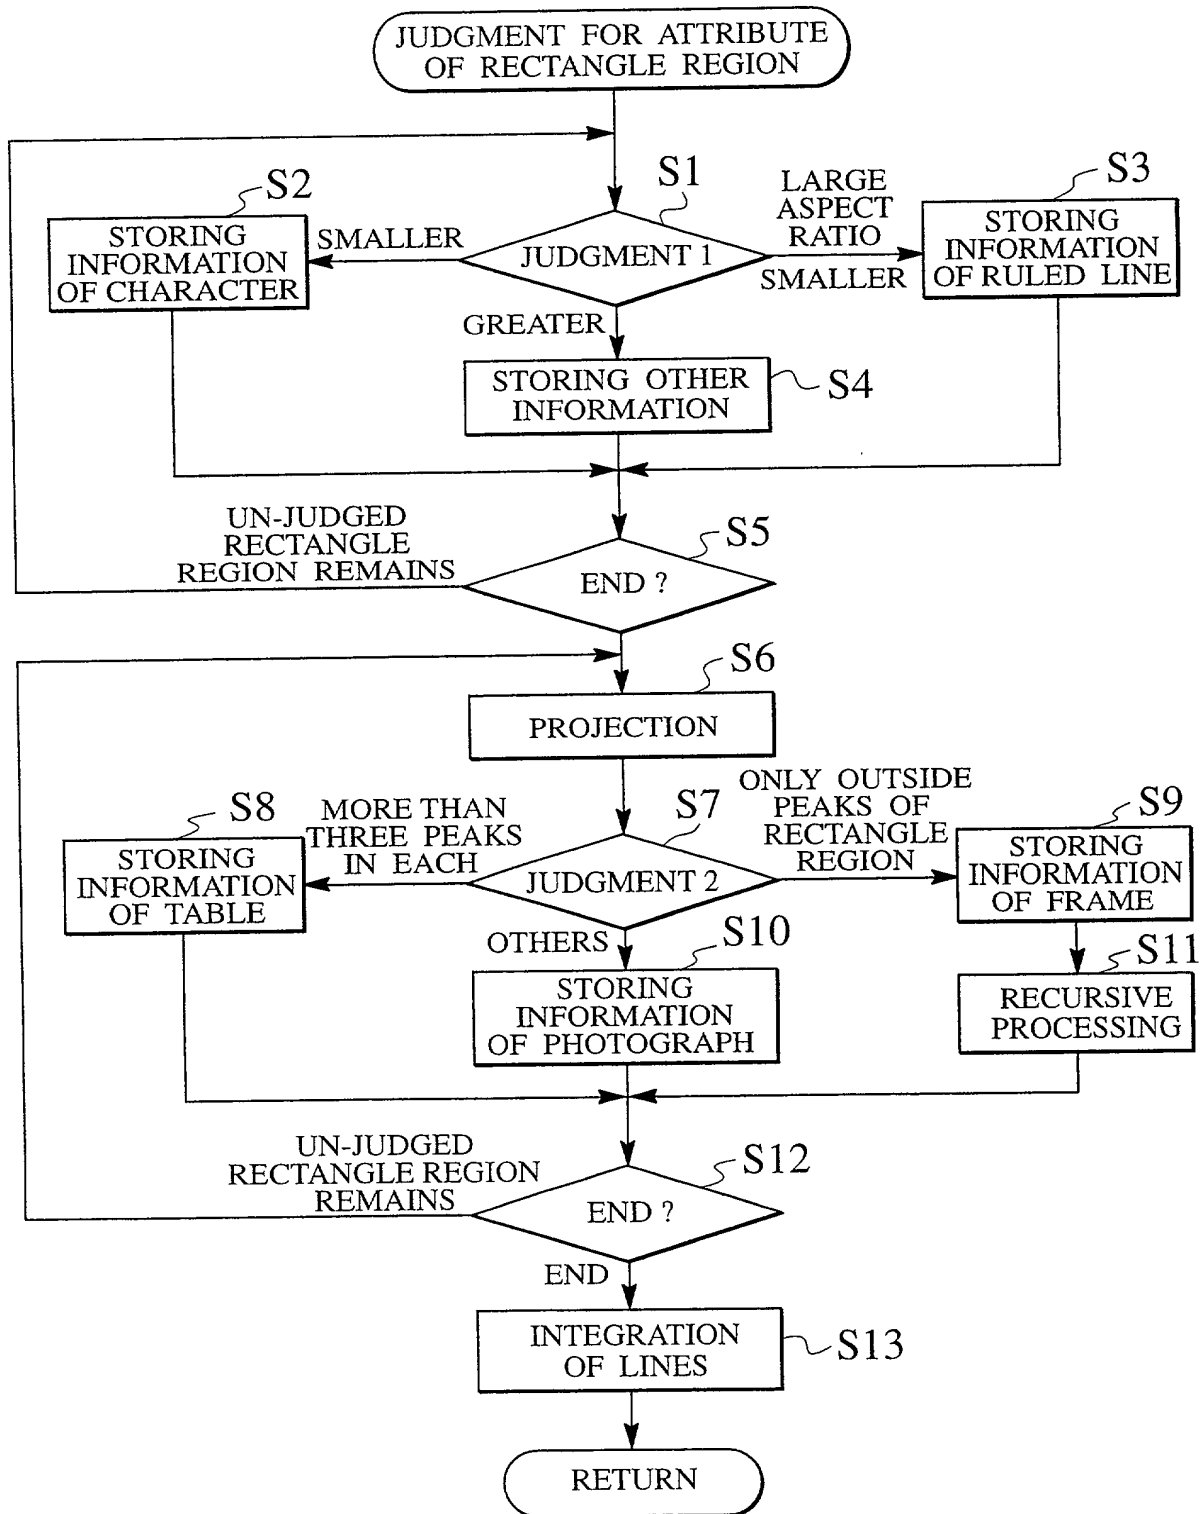 JUDGMENT FOR ATTRIBUTE
OF RECTANGLE REGION
S1
S2
LARGE
ASPECT
RATIO
SMALLER
S3
STORING
INFORMATION
OF CHARACTER
SMALLER
JUDGMENT 1
STORING
INFORMATION
OF RULED LINE
GREATER
STORING OTHER
INFORMATION
S4
UN-JUDGED
RECTANGLE
REGION REMAINS
S5
END ?
S6
PROJECTION
S8
MORE THAN
THREE PEAKS
IN EACH
S7
ONLY OUTSIDE
PEAKS OF
RECTANGLE
REGION
S9
STORING
INFORMATION
OF TABLE
JUDGMENT 2
STORING
INFORMATION
OF FRAME
OTHERS
S10
S11
STORING
INFORMATION
OF PHOTOGRAPH
RECURSIVE
PROCESSING
UN-JUDGED
RECTANGLE REGION
REMAINS
S12
END ?
END
INTEGRATION
OF LINES
S13
RETURN